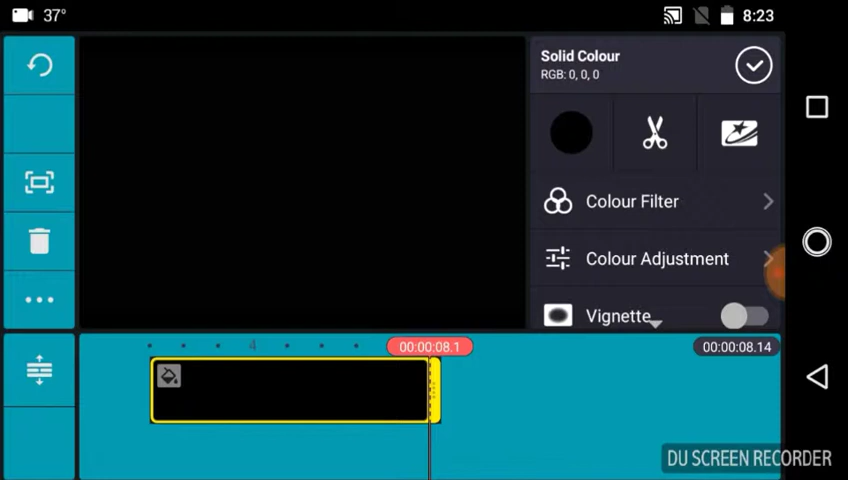 37°
8:23
Solid Colour
RGB: 0, 0, 0
Colour Filter
Colour Adjustment
Vignette
00:00:08.1
00:00:08.14
4
DU SCREEN RECORDER